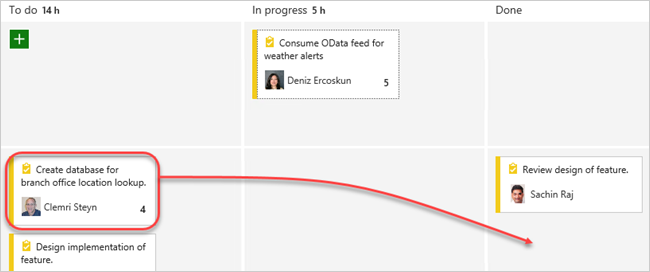 To do 14 h
In progress 5 h
Done
Consume OData feed for
weather alerts
Deniz Ercoskun 5
Create database for
branch office location lookup.
Clemri Steyn 4
Review design of feature.
Sachin Raj
Design implementation of
feature.